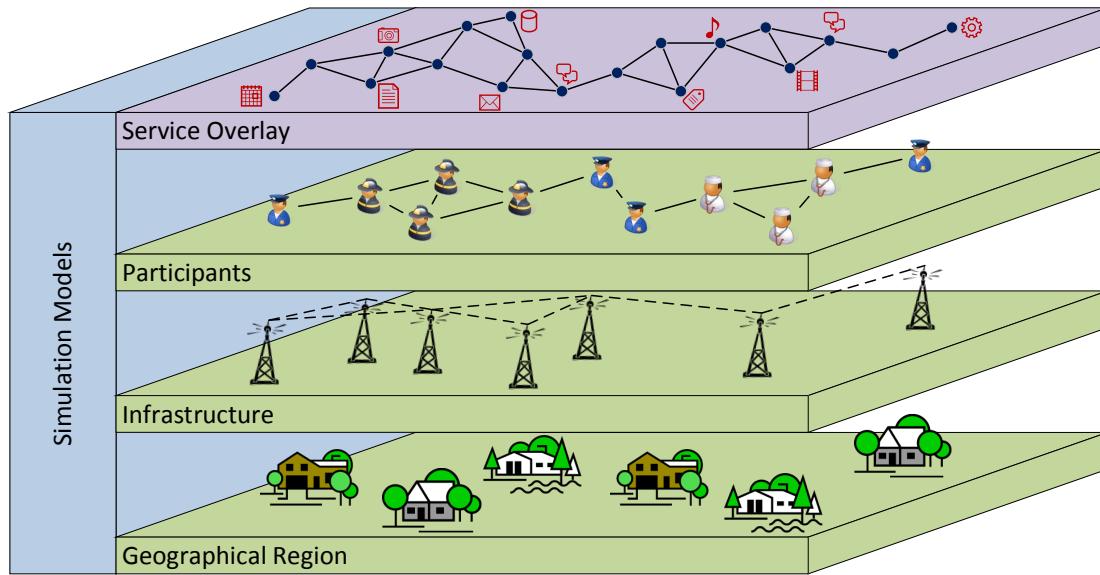 Service Overlay
Participants
Simulation Models
Infrastructure
Geographical Region